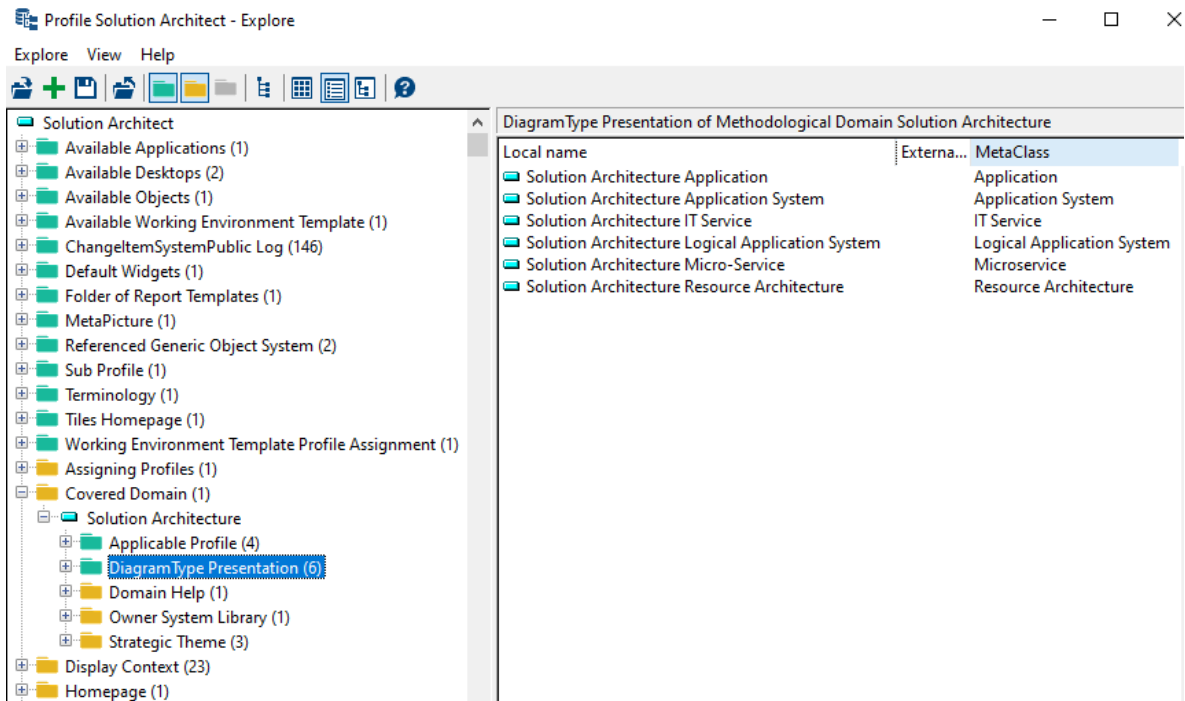 Profile Solution Architect - Explore
Explore View Help
Solution Architect
Available Applications (1)
Available Desktops (2)
Available Objects (1)
Available Working Environment Template (1)
ChangeItemSystemPublic Log (146)
Default Widgets (1)
Folder of Report Templates (1)
MetaPicture (1)
Referenced Generic Object System (2)
Sub Profile (1)
Terminology (1)
Tiles Homepage (1)
Working Environment Template Profile Assignment (1)
Assigning Profiles (1)
Covered Domain (1)
Solution Architecture
Applicable Profile (4)
DiagramType Presentation (6)
Domain Help (1)
Owner System Library (1)
Strategic Theme (3)
Display Context (23)
Homepage (1)
DiagramType Presentation of Methodological Domain Solution Architecture
Local name Externa... MetaClass
Solution Architecture Application Application
Solution Architecture Application System Application System
Solution Architecture IT Service IT Service
Solution Architecture Logical Application System Logical Application System
Solution Architecture Micro-Service Microservice
Solution Architecture Resource Architecture Resource Architecture